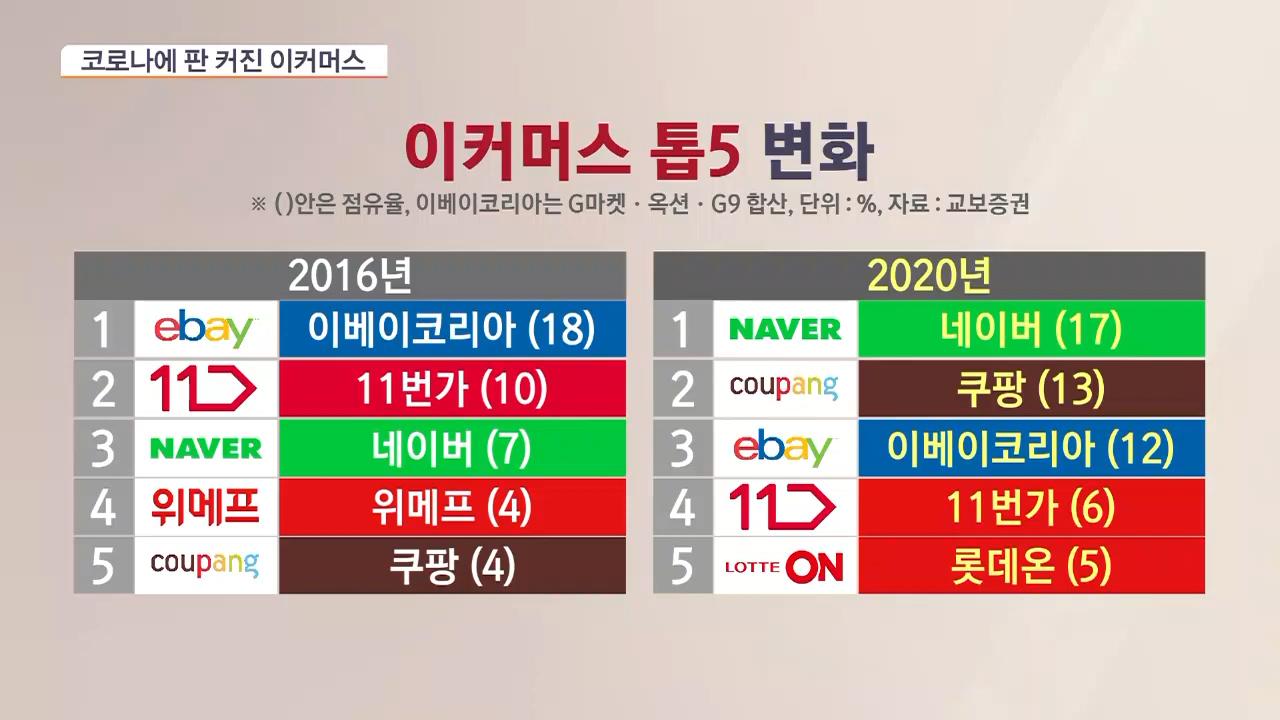 코로나에 판 커진 이커머스
이커머스 톱5 변화
※ ( )안은 점유율, 이베이코리아는 G마켓 · 옥션 · G9 합산, 단위 : %, 자료 : 교보증권
2016년
1 ebay 이베이코리아 (18)
2 11 11번가 (10)
3 NAVER 네이버 (7)
4 위메프 위메프 (4)
5 coupang 쿠팡 (4)
2020년
1 NAVER 네이버 (17)
2 coupang 쿠팡 (13)
3 ebay 이베이코리아 (12)
4 11 11번가 (6)
5 LOTTE ON 롯데온 (5)